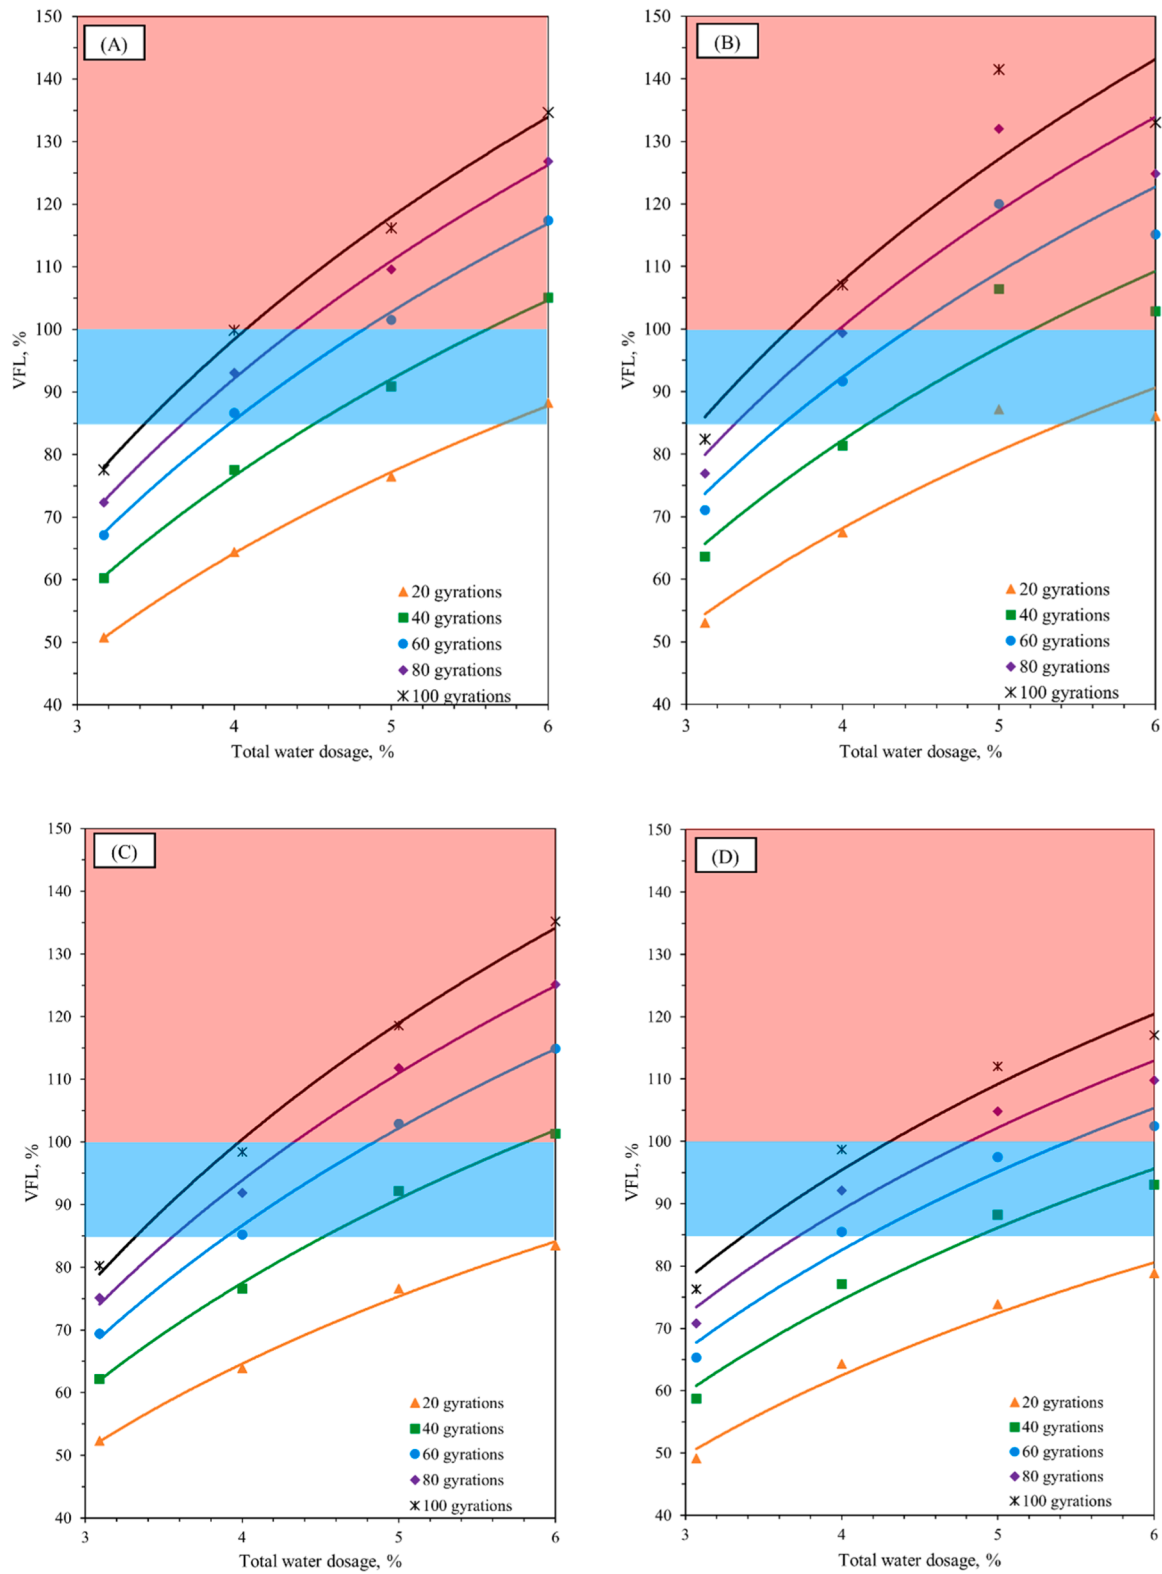 (A)
150
140
130
120
110
100
90
80
70
60
50
40
VFL, %
20 gyrations
40 gyrations
60 gyrations
80 gyrations
100 gyrations
3
4
5
6
Total water dosage, %
(B)
150
140
130
120
110
100
90
80
70
60
50
40
VFL, %
20 gyrations
40 gyrations
60 gyrations
80 gyrations
100 gyrations
3
4
5
6
Total water dosage, %
(C)
150
140
130
120
110
100
90
80
70
60
50
40
VFL, %
20 gyrations
40 gyrations
60 gyrations
80 gyrations
100 gyrations
3
4
5
6
Total water dosage, %
(D)
150
140
130
120
110
100
90
80
70
60
50
40
VFL, %
20 gyrations
40 gyrations
60 gyrations
80 gyrations
100 gyrations
3
4
5
6
Total water dosage, %